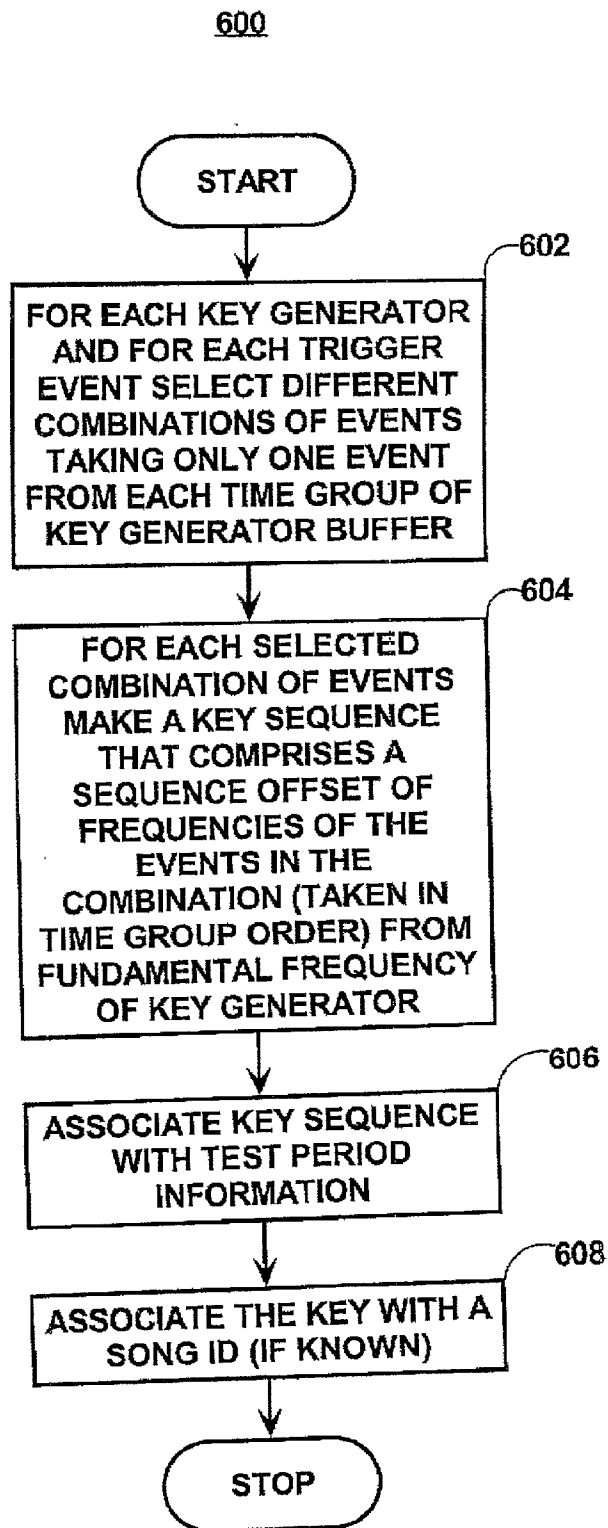 600
START
602
FOR EACH KEY GENERATOR
AND FOR EACH TRIGGER
EVENT SELECT DIFFERENT
COMBINATIONS OF EVENTS
TAKING ONLY ONE EVENT
FROM EACH TIME GROUP OF
KEY GENERATOR BUFFER
604
FOR EACH SELECTED
COMBINATION OF EVENTS
MAKE A KEY SEQUENCE
THAT COMPRISES A
SEQUENCE OFFSET OF
FREQUENCIES OF THE
EVENTS IN THE
COMBINATION (TAKEN IN
TIME GROUP ORDER) FROM
FUNDAMENTAL FREQUENCY
OF KEY GENERATOR
606
ASSOCIATE KEY SEQUENCE
WITH TEST PERIOD
INFORMATION
608
ASSOCIATE THE KEY WITH A
SONG ID (IF KNOWN)
STOP